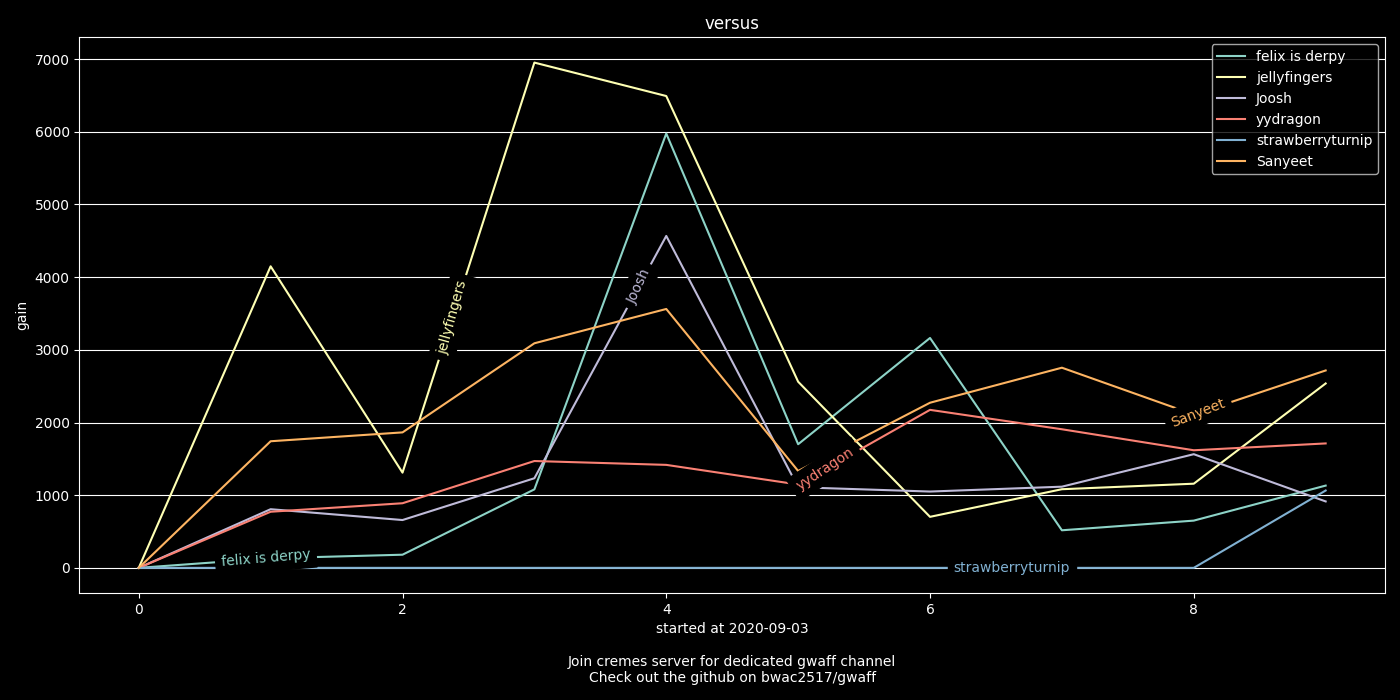 versus
7000
6000
5000
4000
3000
2000
1000
0
gain
felix is derpy
jellyfingers
Joosh
yydragon
strawberryturnip
Sanyeet
jellyfingers
Joosh
Sanyeet
yydragon
felix is derpy
strawberryturnip
0 2 4 6 8
started at 2020-09-03
Join cremes server for dedicated gwaff channel
Check out the github on bwac2517/gwaff